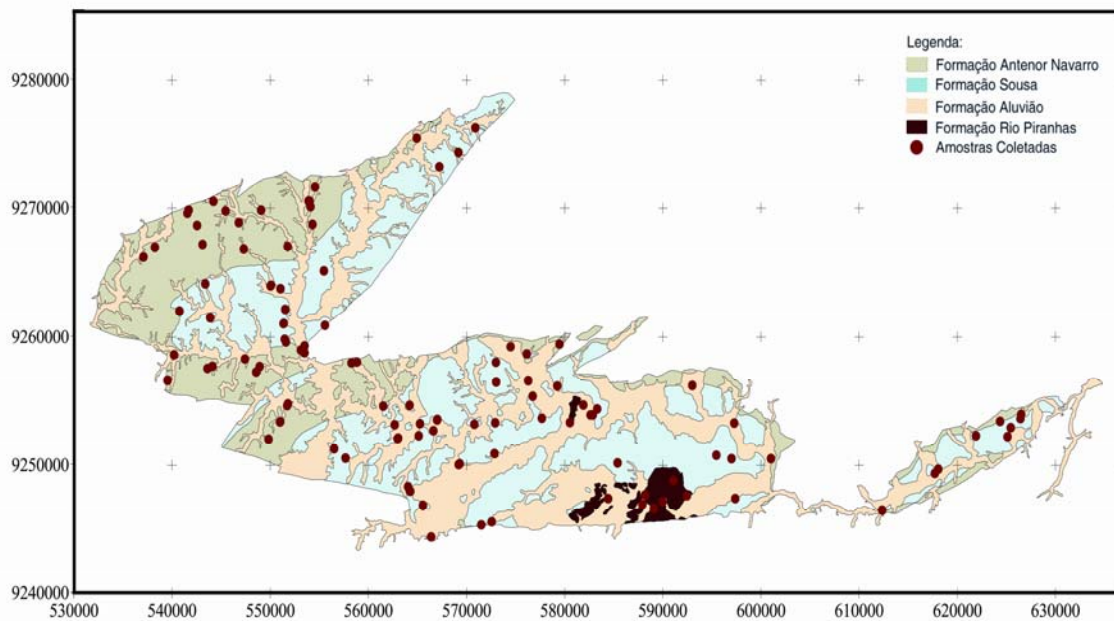 Legenda:
Formação Antenor Navarro
Formação Sousa
Formação Aluvião
Formação Rio Piranhas
Amostras Coletadas
9280000
9270000
9260000
9250000
9240000
530000 540000 550000 560000 570000 580000 590000 600000 610000 620000 630000